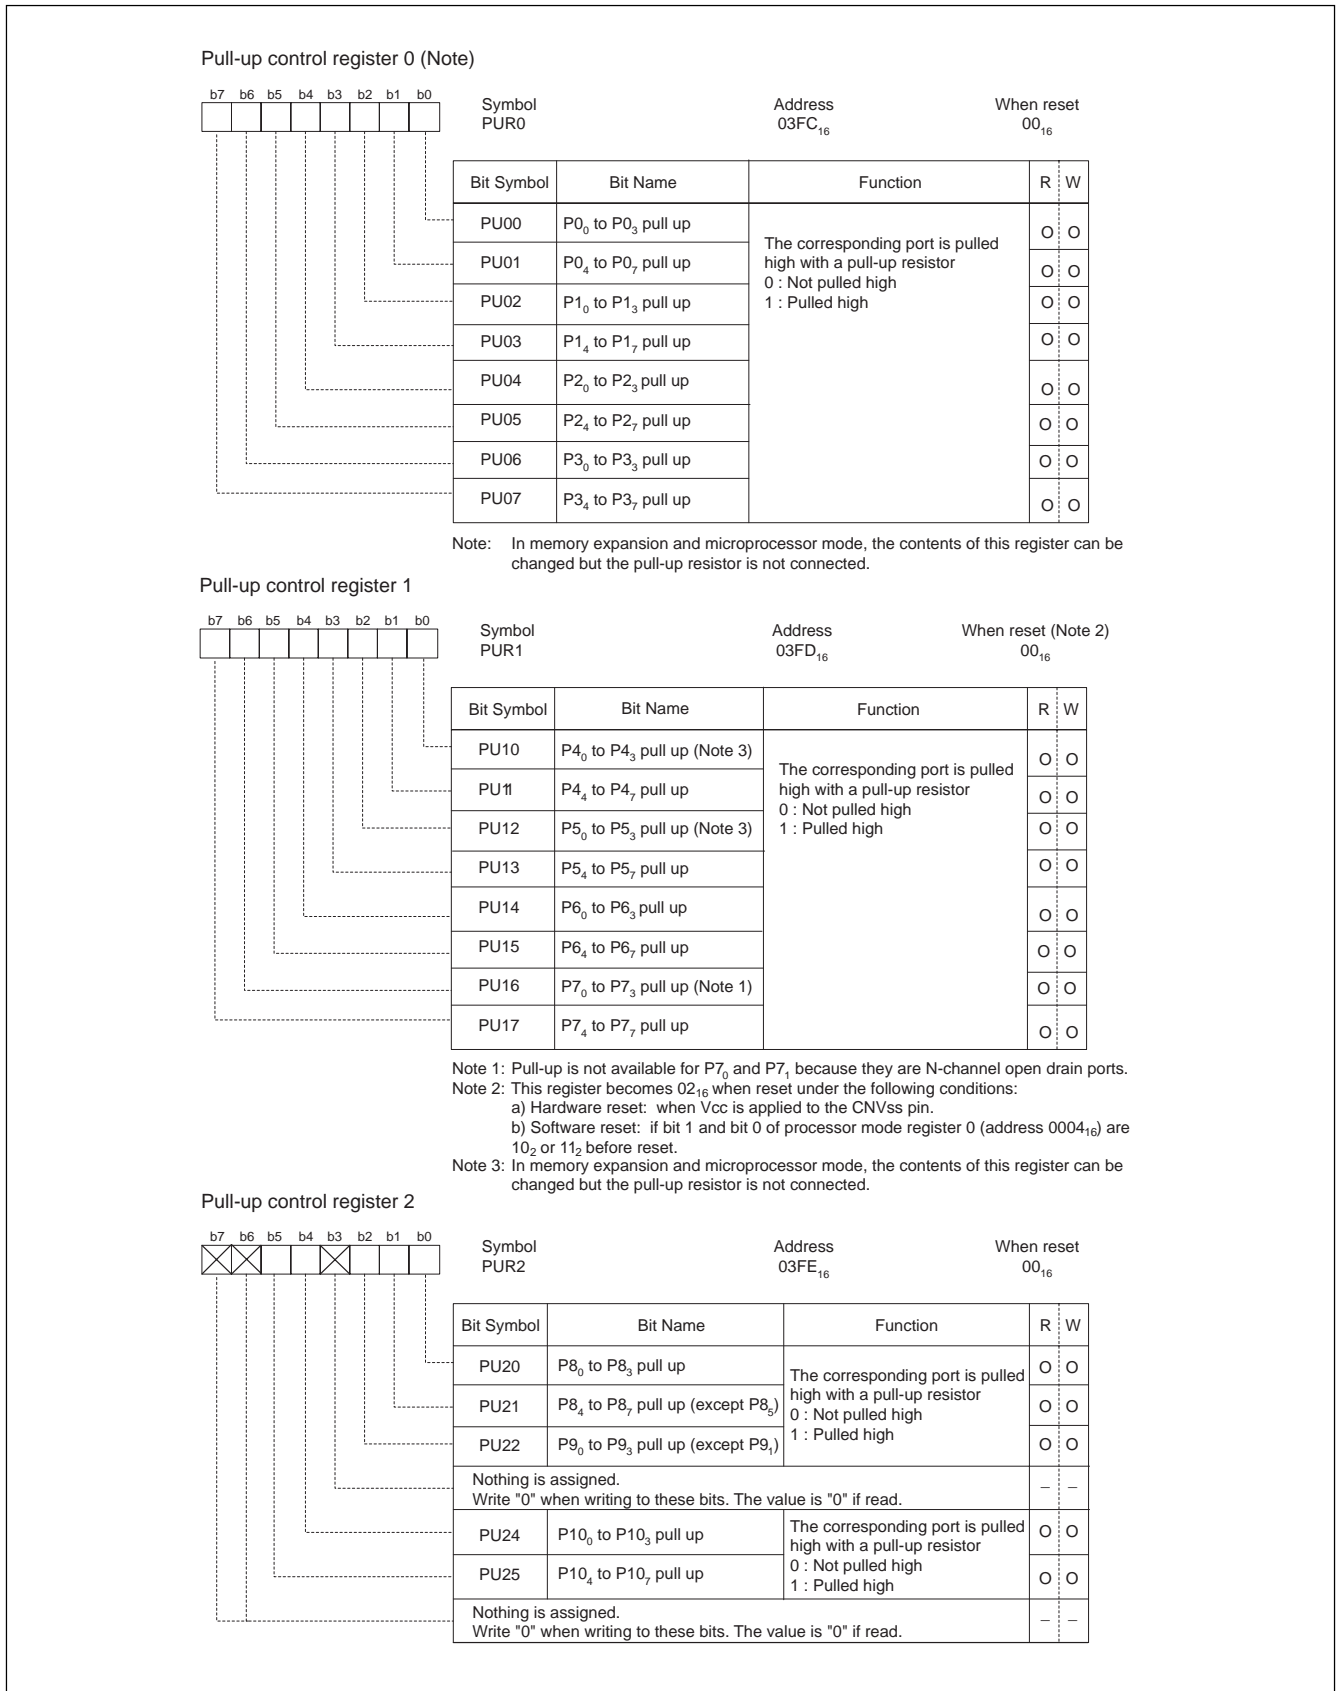 Pull-up control register 0 (Note)
b7 b6 b5 b4 b3 b2 b1 b0
Symbol Address When reset
PUR0 03FC16 0016
Bit Symbol Bit Name Function R W
PU00 P00 to P03 pull up O O
The corresponding port is pulled
high with a pull-up resistor
0 : Not pulled high
1 : Pulled high
PU01 P04 to P07 pull up O O
PU02 P10 to P13 pull up O O
PU03 P14 to P17 pull up O O
PU04 P20 to P23 pull up O O
PU05 P24 to P27 pull up O O
PU06 P30 to P33 pull up O O
PU07 P34 to P37 pull up O O
Note: In memory expansion and microprocessor mode, the contents of this register can be
changed but the pull-up resistor is not connected.
Pull-up control register 1
b7 b6 b5 b4 b3 b2 b1 b0
Symbol Address When reset (Note 2)
PUR1 03FD16 0016
Bit Symbol Bit Name Function R W
PU10 P40 to P43 pull up (Note 3) O O
The corresponding port is pulled
high with a pull-up resistor
0 : Not pulled high
1 : Pulled high
PU11 P44 to P47 pull up O O
PU12 P50 to P53 pull up (Note 3) O O
PU13 P54 to P57 pull up O O
PU14 P60 to P63 pull up O O
PU15 P64 to P67 pull up O O
PU16 P70 to P73 pull up (Note 1) O O
PU17 P74 to P77 pull up O O
Note 1: Pull-up is not available for P70 and P71 because they are N-channel open drain ports.
Note 2: This register becomes 0216 when reset under the following conditions:
a) Hardware reset: when Vcc is applied to the CNVss pin.
b) Software reset: if bit 1 and bit 0 of processor mode register 0 (address 000416) are
102 or 112 before reset.
Note 3: In memory expansion and microprocessor mode, the contents of this register can be
changed but the pull-up resistor is not connected.
Pull-up control register 2
b7 b6 b5 b4 b3 b2 b1 b0
Symbol Address When reset
PUR2 03FE16 0016
Bit Symbol Bit Name Function R W
PU20 P80 to P83 pull up O O
The corresponding port is pulled
high with a pull-up resistor
0 : Not pulled high
1 : Pulled high
PU21 P84 to P87 pull up (except P85) O O
PU22 P90 to P93 pull up (except P91) O O
Nothing is assigned.
Write "0" when writing to these bits. The value is "0" if read. – –
PU24 P100 to P103 pull up O O
The corresponding port is pulled
high with a pull-up resistor
0 : Not pulled high
1 : Pulled high
PU25 P104 to P107 pull up O O
Nothing is assigned.
Write "0" when writing to these bits. The value is "0" if read. – –